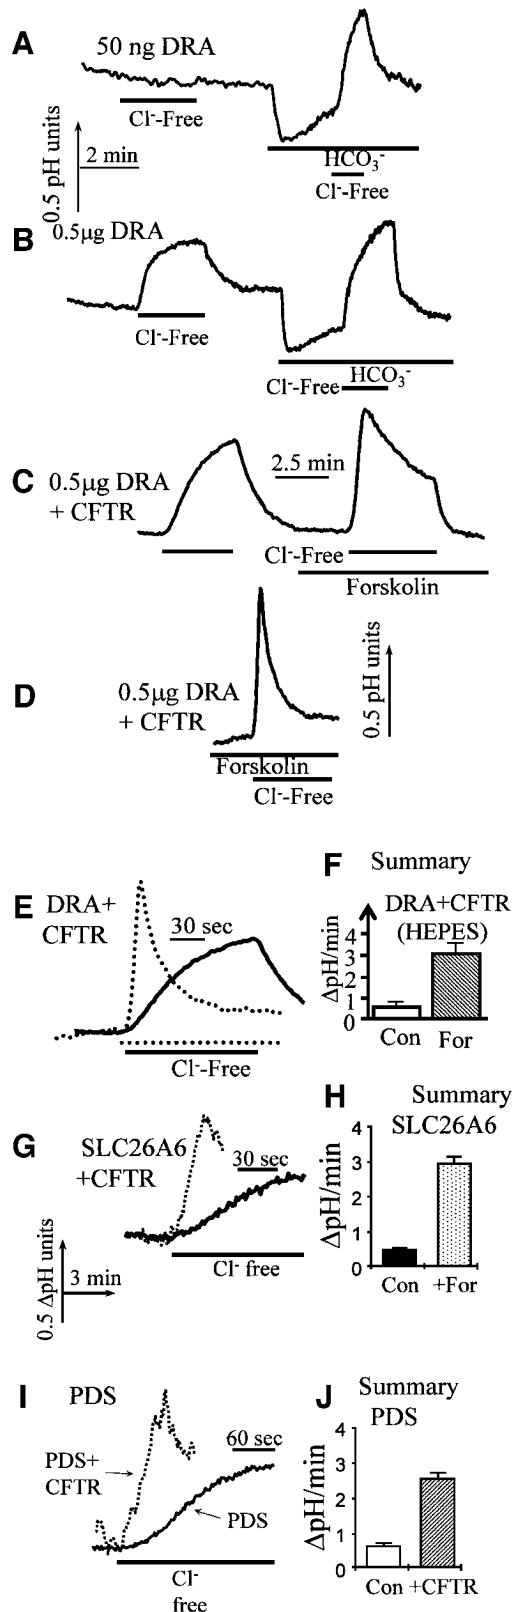 A
50 ng DRA
Cl⁻-Free
0.5 pH units
2 min
HCO₃⁻
Cl⁻-Free
B
0.5μg DRA
Cl⁻-Free
HCO₃⁻
Cl⁻-Free
C
0.5μg DRA
+ CFTR
2.5 min
Cl⁻-Free
Forskolin
D
0.5μg DRA
+ CFTR
0.5 pH units
Forskolin
Cl⁻-Free
E
DRA+
CFTR
30 sec
Cl⁻-Free
F
Summary
DRA+CFTR
(HEPES)
ΔpH/min
4
3
2
1
0
Con
For
G
SLC26A6
+CFTR
30 sec
Cl⁻ free
0.5 ΔpH units
3 min
H
Summary
SLC26A6
ΔpH/min
4
3
2
1
0
Con
+For
I
PDS
60 sec
PDS+
CFTR
PDS
Cl⁻
free
J
Summary
PDS
ΔpH/min
4
3
2
1
0
Con +CFTR